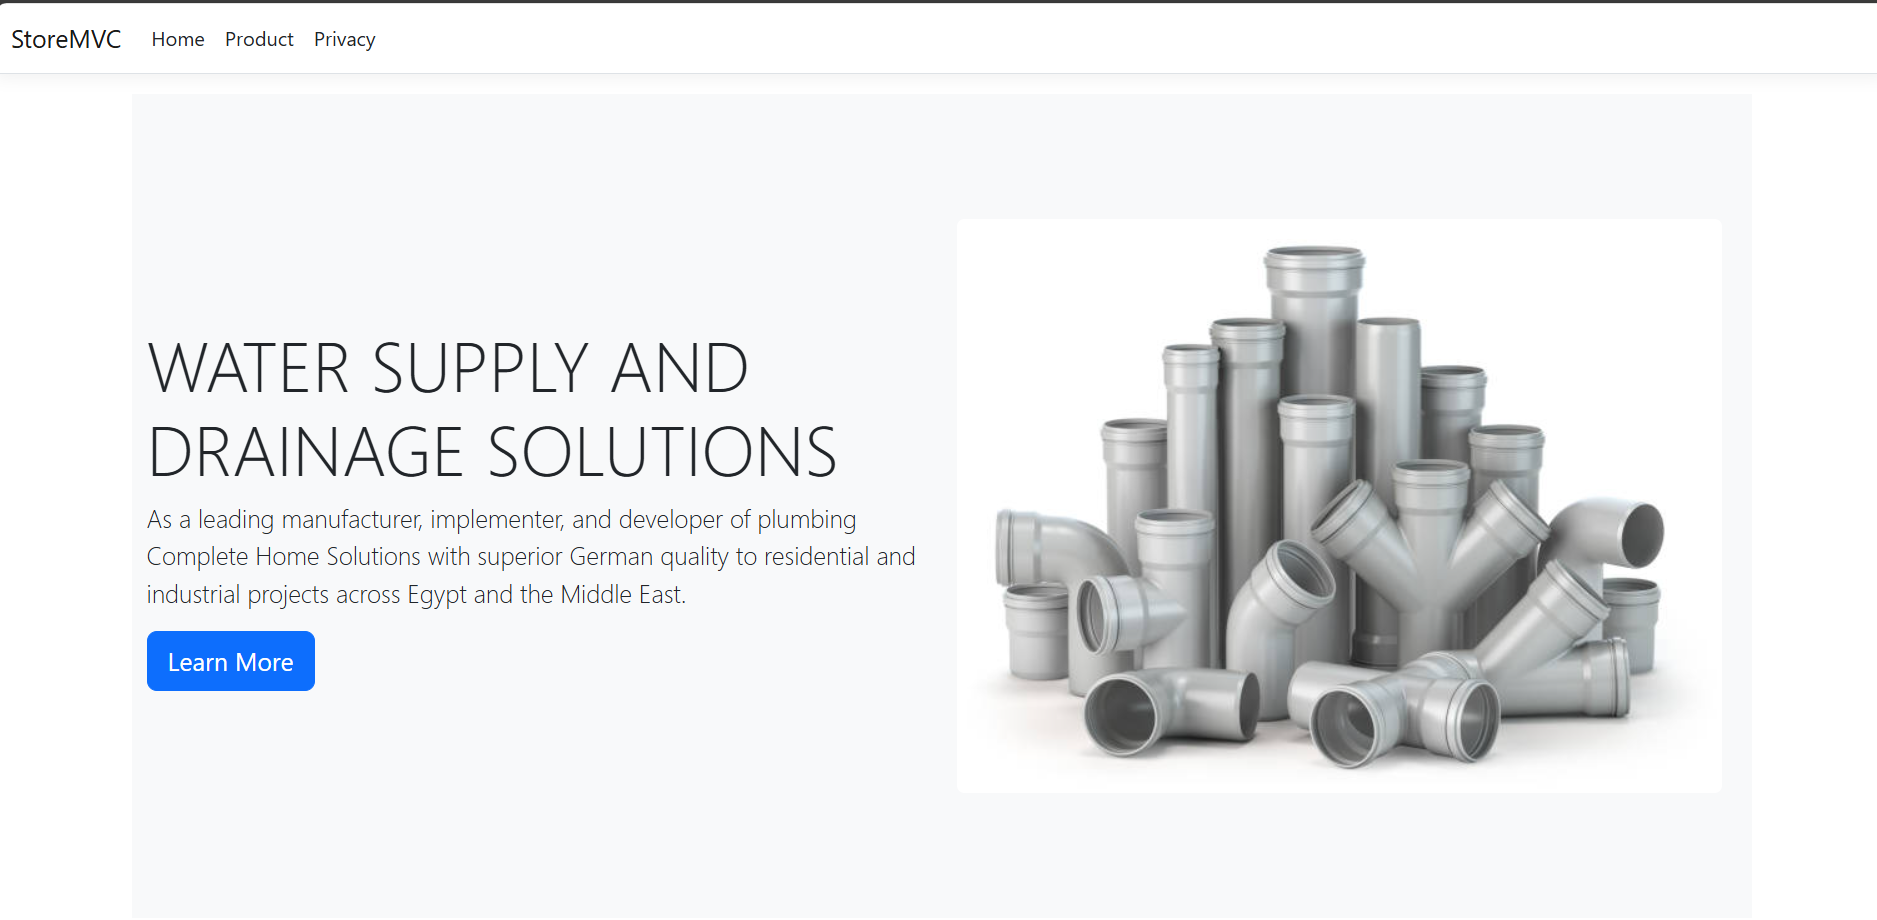 StoreMVC Home Product Privacy
WATER SUPPLY AND
DRAINAGE SOLUTIONS
As a leading manufacturer, implementer, and developer of plumbing
Complete Home Solutions with superior German quality to residential and
industrial projects across Egypt and the Middle East.
Learn More